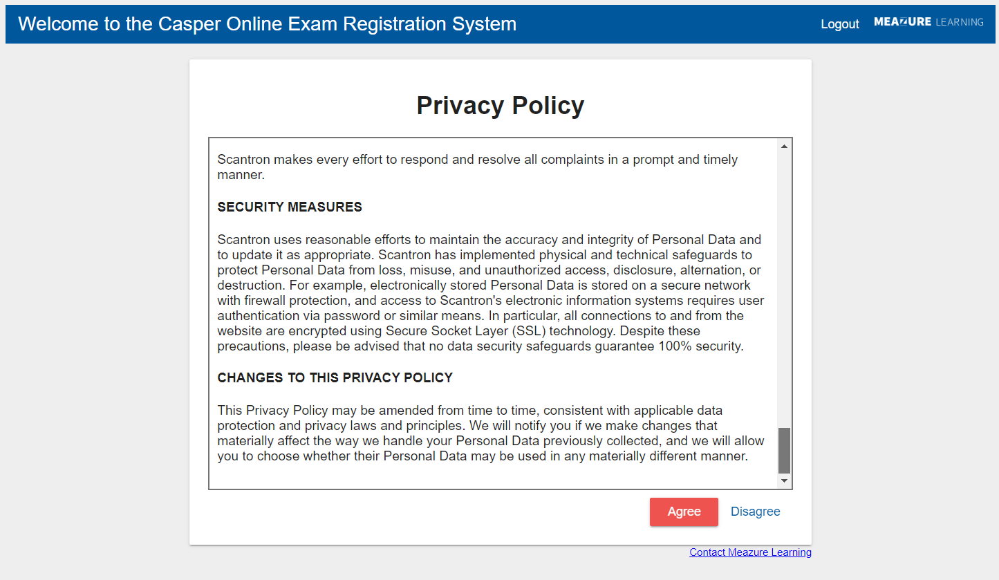 Welcome to the Casper Online Exam Registration System
Logout
MEAZURE LEARNING
Privacy Policy
Scantron makes every effort to respond and resolve all complaints in a prompt and timely
manner.
SECURITY MEASURES
Scantron uses reasonable efforts to maintain the accuracy and integrity of Personal Data and
to update it as appropriate. Scantron has implemented physical and technical safeguards to
protect Personal Data from loss, misuse, and unauthorized access, disclosure, alternation, or
destruction. For example, electronically stored Personal Data is stored on a secure network
with firewall protection, and access to Scantron's electronic information systems requires user
authentication via password or similar means. In particular, all connections to and from the
website are encrypted using Secure Socket Layer (SSL) technology. Despite these
precautions, please be advised that no data security safeguards guarantee 100% security.
CHANGES TO THIS PRIVACY POLICY
This Privacy Policy may be amended from time to time, consistent with applicable data
protection and privacy laws and principles. We will notify you if we make changes that
materially affect the way we handle your Personal Data previously collected, and we will allow
you to choose whether their Personal Data may be used in any materially different manner.
Agree
Disagree
Contact Meazure Learning